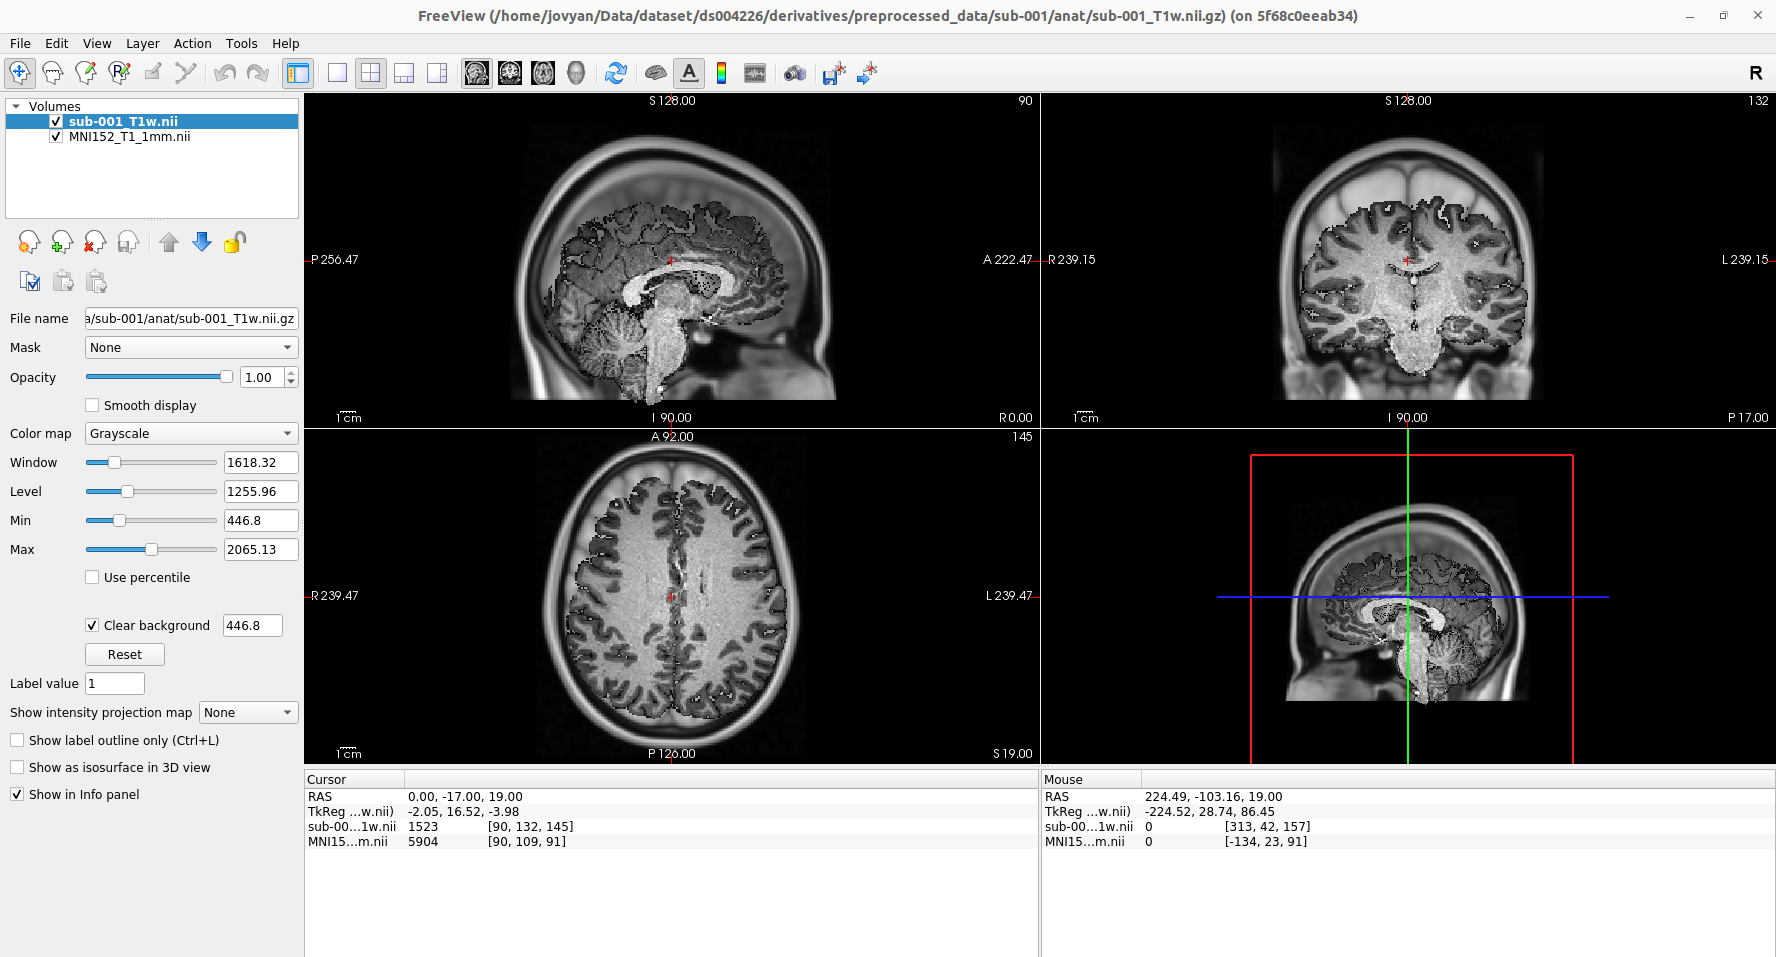 FreeView (/home/jovyan/Data/dataset/ds004226/derivatives/preprocessed_data/sub-001/anat/sub-001_T1w.nii.gz) (on 5f68c0eeab34)
File Edit View Layer Action Tools Help
R A R
Volumes
sub-001_T1w.nii
MNI152_T1_1mm.nii
File name a/sub-001/anat/sub-001_T1w.nii.gz
Mask None
Opacity 1.00
Smooth display
Color map Grayscale
Window 1618.32
Level 1255.96
Min 446.8
Max 2065.13
Use percentile
Clear background 446.8
Reset
Label value 1
Show intensity projection map None
Show label outline only (Ctrl+L)
Show as isosurface in 3D view
Show in Info panel
S 128.00 90
P 256.47 A 222.47
1 cm I 90.00 R 0.00
S 128.00 132
R 239.15 L 239.15
1 cm I 90.00 P 17.00
A 92.00 145
R 239.47 L 239.47
1 cm P 126.00 S 19.00
Cursor
RAS 0.00, -17.00, 19.00
TkReg ...w.nii) -2.05, 16.52, -3.98
sub-00...1w.nii 1523 [90, 132, 145]
MNI15...m.nii 5904 [90, 109, 91]
Mouse
RAS 224.49, -103.16, 19.00
TkReg ...w.nii) -224.52, 28.74, 86.45
sub-00...1w.nii 0 [313, 42, 157]
MNI15...m.nii 0 [-134, 23, 91]